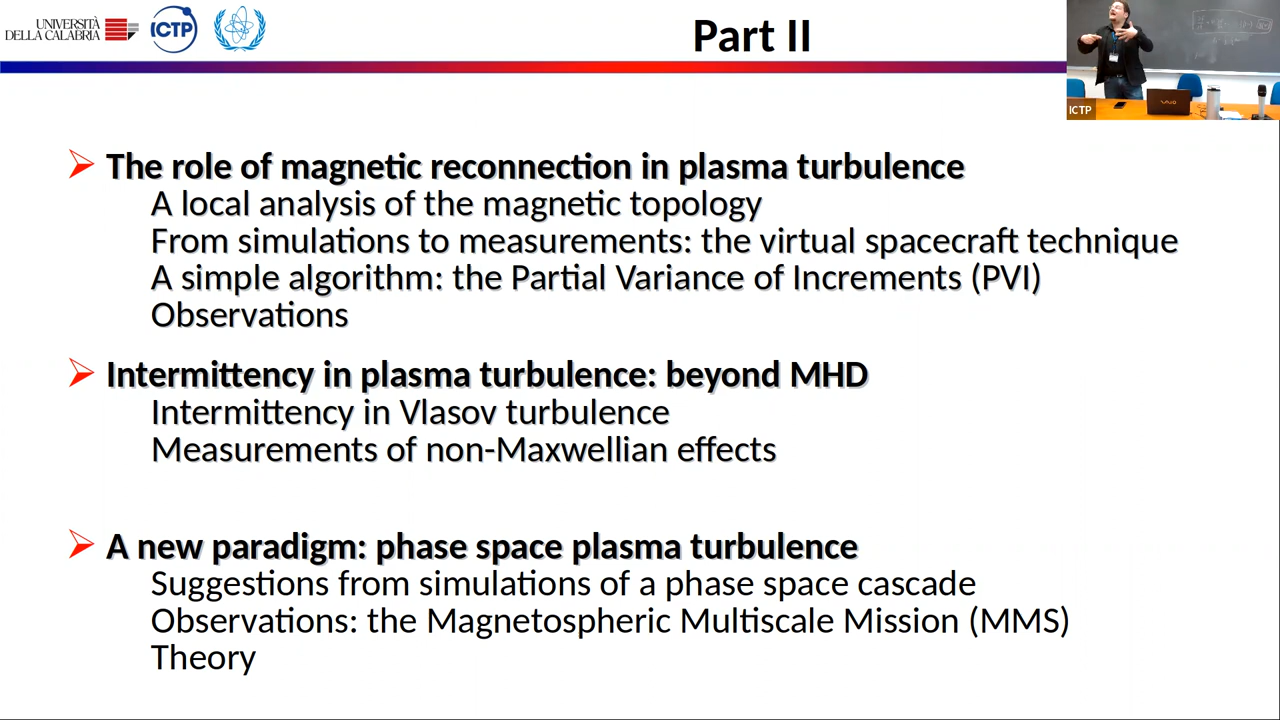 UNIVERSITÀ
DELLA CALABRIA
ICTP
Part II
ICTP
VAIO
The role of magnetic reconnection in plasma turbulence
A local analysis of the magnetic topology
From simulations to measurements: the virtual spacecraft technique
A simple algorithm: the Partial Variance of Increments (PVI)
Observations
Intermittency in plasma turbulence: beyond MHD
Intermittency in Vlasov turbulence
Measurements of non-Maxwellian effects
A new paradigm: phase space plasma turbulence
Suggestions from simulations of a phase space cascade
Observations: the Magnetospheric Multiscale Mission (MMS)
Theory